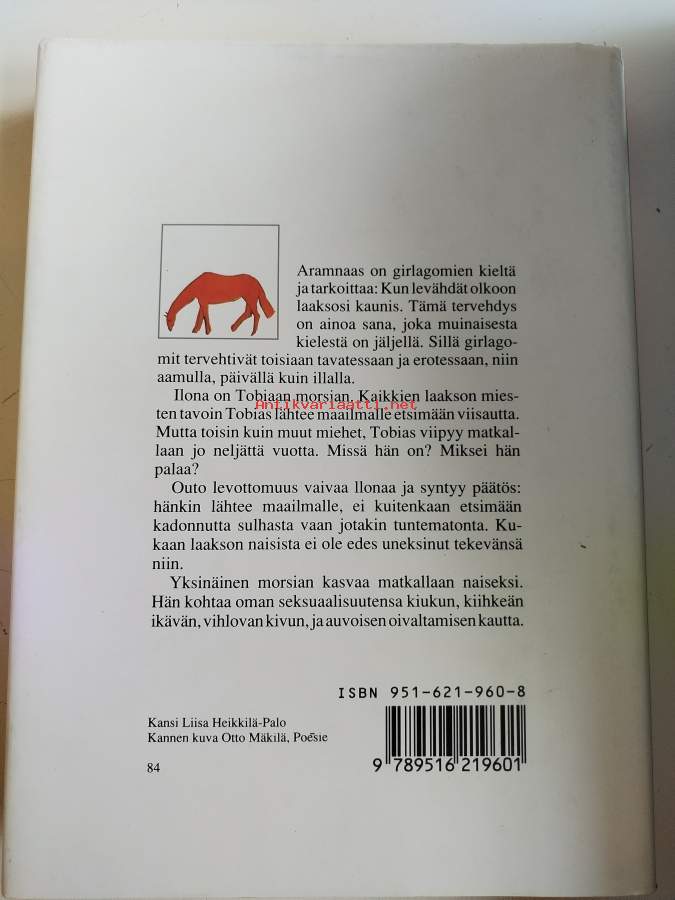 Aramnaas on girlagomien kieltä
ja tarkoittaa: Kun levähdät olkoon
laaksosi kaunis. Tämä tervehdys
on ainoa sana, joka muinaisesta
kielestä on jäljellä. Sillä girlago-
mit tervehtivät toisiaan tavatessaan ja erotessaan, niin
aamulla, päivällä kuin illalla.
Ilona on Tobiaan morsian. Kaikkien laakson mies-
Antikvariaatti.net
ten tavoin Tobias lähtee maailmalle etsimään viisautta.
Mutta toisin kuin muut miehet, Tobias viipyy matkal-
laan jo neljättä vuotta. Missä hän on? Miksei hän
palaa?
Outo levottomuus vaivaa Ilonaa ja syntyy päätös:
hänkin lähtee maailmalle, ei kuitenkaan etsimään
kadonnutta sulhasta vaan jotakin tuntematonta. Ku-
kaan laakson naisista ei ole edes uneksinut tekevänsä
niin.
Yksinäinen morsian kasvaa matkallaan naiseksi.
Hän kohtaa oman seksuaalisuutensa kiukun, kiihkeän
ikävän, vihlovan kivun, ja auvoisen oivaltamisen kautta.
ISBN 951-621-960-8
Kansi Liisa Heikkilä-Palo
Kannen kuva Otto Mäkilä, Poësie
84
9 789516 219601